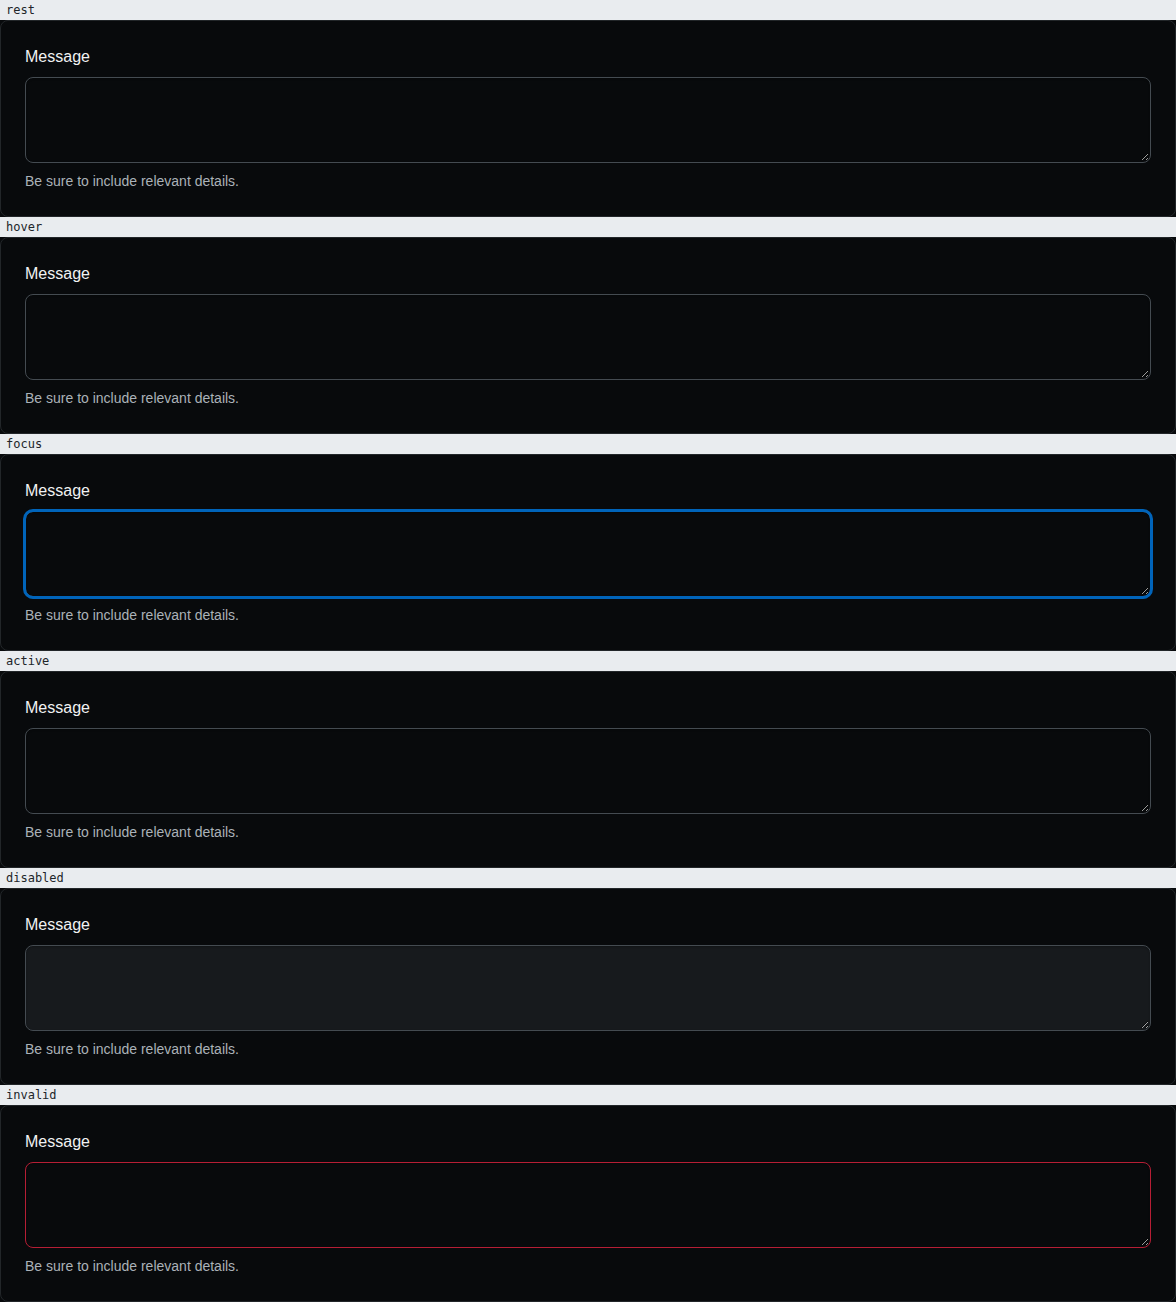 rest
Message
Be sure to include relevant details.
hover
Message
Be sure to include relevant details.
focus
Message
Be sure to include relevant details.
active
Message
Be sure to include relevant details.
disabled
Message
Be sure to include relevant details.
invalid
Message
Be sure to include relevant details.